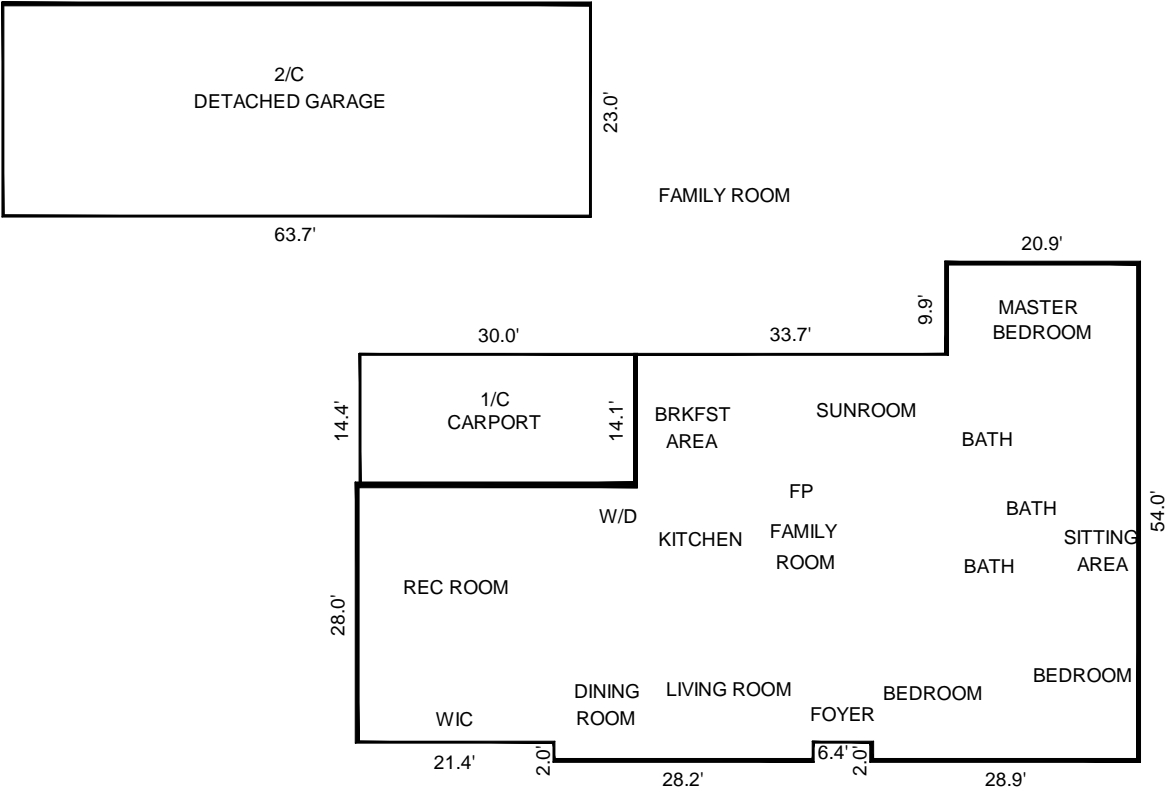 2/C
DETACHED GARAGE
23.0'
63.7'
FAMILY ROOM
20.9'
9.9'
MASTER
BEDROOM
30.0'
33.7'
14.4'
1/C
CARPORT
14.1'
BRKFST
AREA
SUNROOM
BATH
FP
W/D
KITCHEN
FAMILY
ROOM
BATH
SITTING
AREA
BATH
54.0'
REC ROOM
28.0'
DINING
ROOM
LIVING ROOM
BEDROOM
BEDROOM
WIC
FOYER
21.4'
2.0'
28.2'
6.4'
2.0'
28.9'